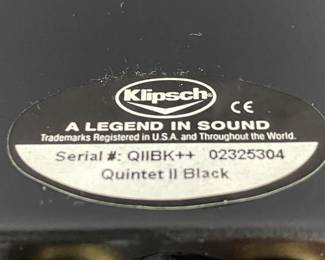 Klipsch
CE
A LEGEND IN SOUND
Trademarks Registered in U.S.A. and Throughout the World.
Serial #: QIIBK++ 02325304
Quintet II Black